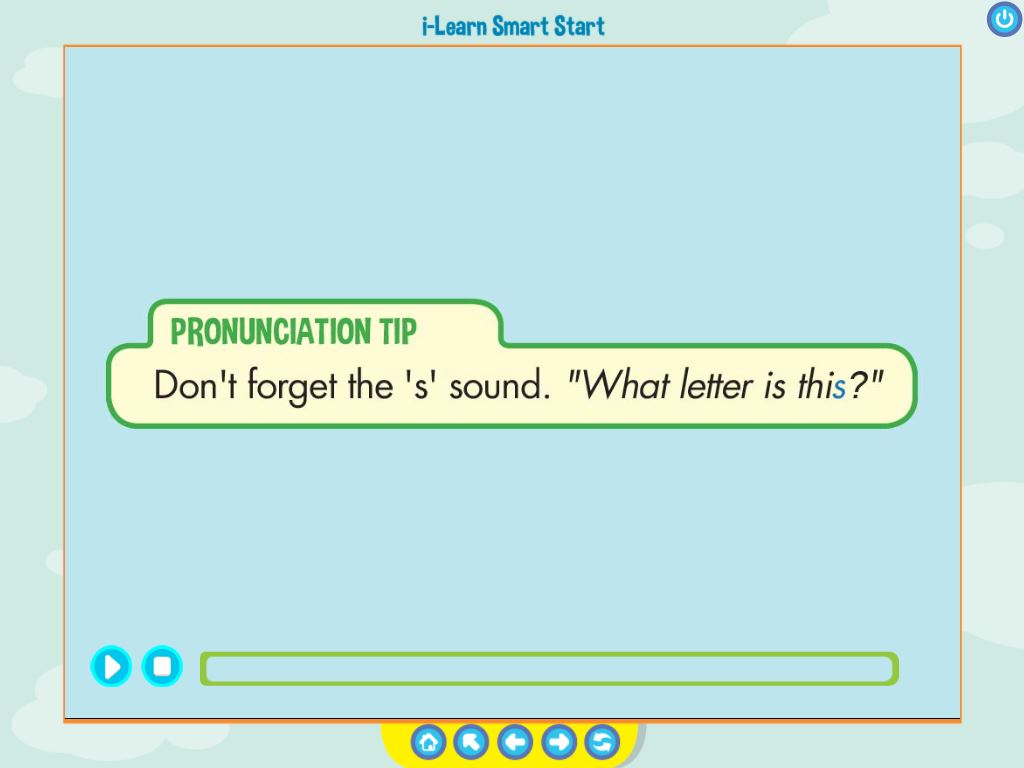 i-Learn Smart Start
PRONUNCIATION TIP
Don't forget the 's' sound. "What letter is this?"